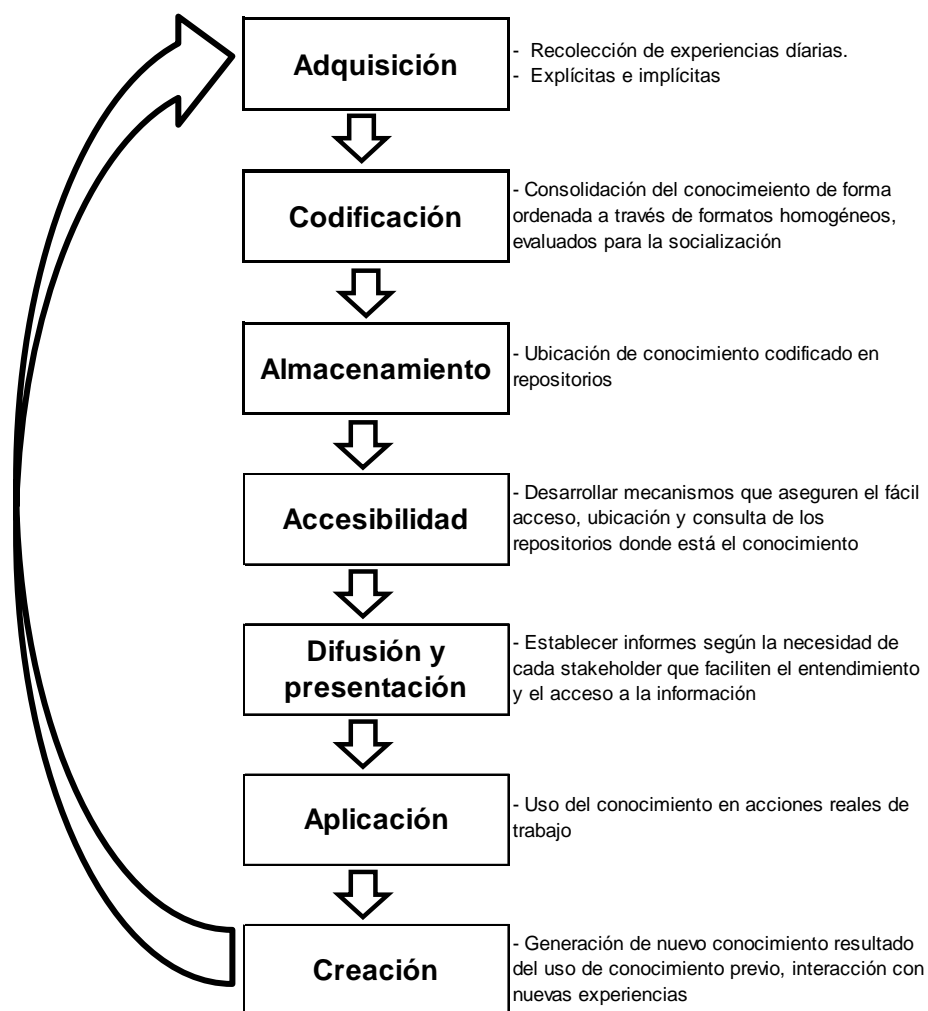 Adquisición
- Recolección de experiencias díarias.
- Explícitas e implícitas
Codificación
- Consolidación del conocimeiento de forma
ordenada a través de formatos homogéneos,
evaluados para la socialización
Almacenamiento
- Ubicación de conocimiento codificado en
repositorios
Accesibilidad
- Desarrollar mecanismos que aseguren el fácil
acceso, ubicación y consulta de los
repositorios donde está el conocimiento
Difusión y
presentación
- Establecer informes según la necesidad de
cada stakeholder que faciliten el entendimiento
y el acceso a la información
Aplicación
- Uso del conocimiento en acciones reales de
trabajo
Creación
- Generación de nuevo conocimiento resultado
del uso de conocimiento previo, interacción con
nuevas experiencias